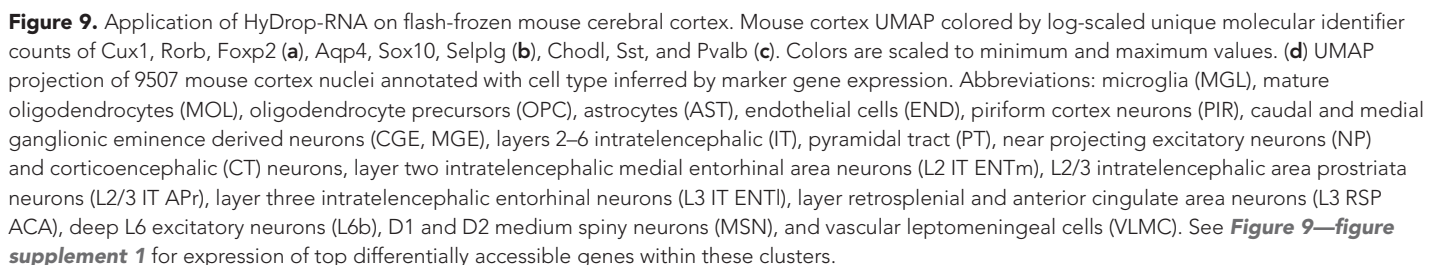 Figure 9. Application of HyDrop-RNA on flash-frozen mouse cerebral cortex. Mouse cortex UMAP colored by log-scaled unique molecular identifier
counts of Cux1, Rorb, Foxp2 (a), Aqp4, Sox10, Selplg (b), Chodl, Sst, and Pvalb (c). Colors are scaled to minimum and maximum values. (d) UMAP
projection of 9507 mouse cortex nuclei annotated with cell type inferred by marker gene expression. Abbreviations: microglia (MGL), mature
oligodendrocytes (MOL), oligodendrocyte precursors (OPC), astrocytes (AST), endothelial cells (END), piriform cortex neurons (PIR), caudal and medial
ganglionic eminence derived neurons (CGE, MGE), layers 2–6 intratelencephalic (IT), pyramidal tract (PT), near projecting excitatory neurons (NP)
and corticoencephalic (CT) neurons, layer two intratelencephalic medial entorhinal area neurons (L2 IT ENTm), L2/3 intratelencephalic area prostriata
neurons (L2/3 IT APr), layer three intratelencephalic entorhinal neurons (L3 IT ENTl), layer retrosplenial and anterior cingulate area neurons (L3 RSP
ACA), deep L6 excitatory neurons (L6b), D1 and D2 medium spiny neurons (MSN), and vascular leptomeningeal cells (VLMC). See Figure 9—figure
supplement 1 for expression of top differentially accessible genes within these clusters.